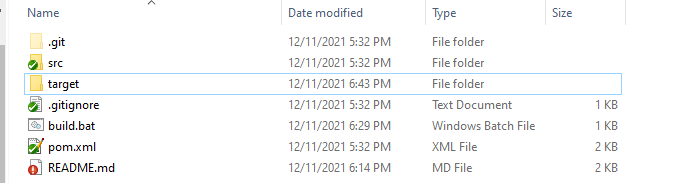 Name Date modified Type Size
.git 12/11/2021 5:32 PM File folder
src 12/11/2021 5:32 PM File folder
target 12/11/2021 6:43 PM File folder
.gitignore 12/11/2021 5:32 PM Text Document 1 KB
build.bat 12/11/2021 6:29 PM Windows Batch File 1 KB
pom.xml 12/11/2021 5:32 PM XML File 2 KB
README.md 12/11/2021 6:14 PM MD File 2 KB